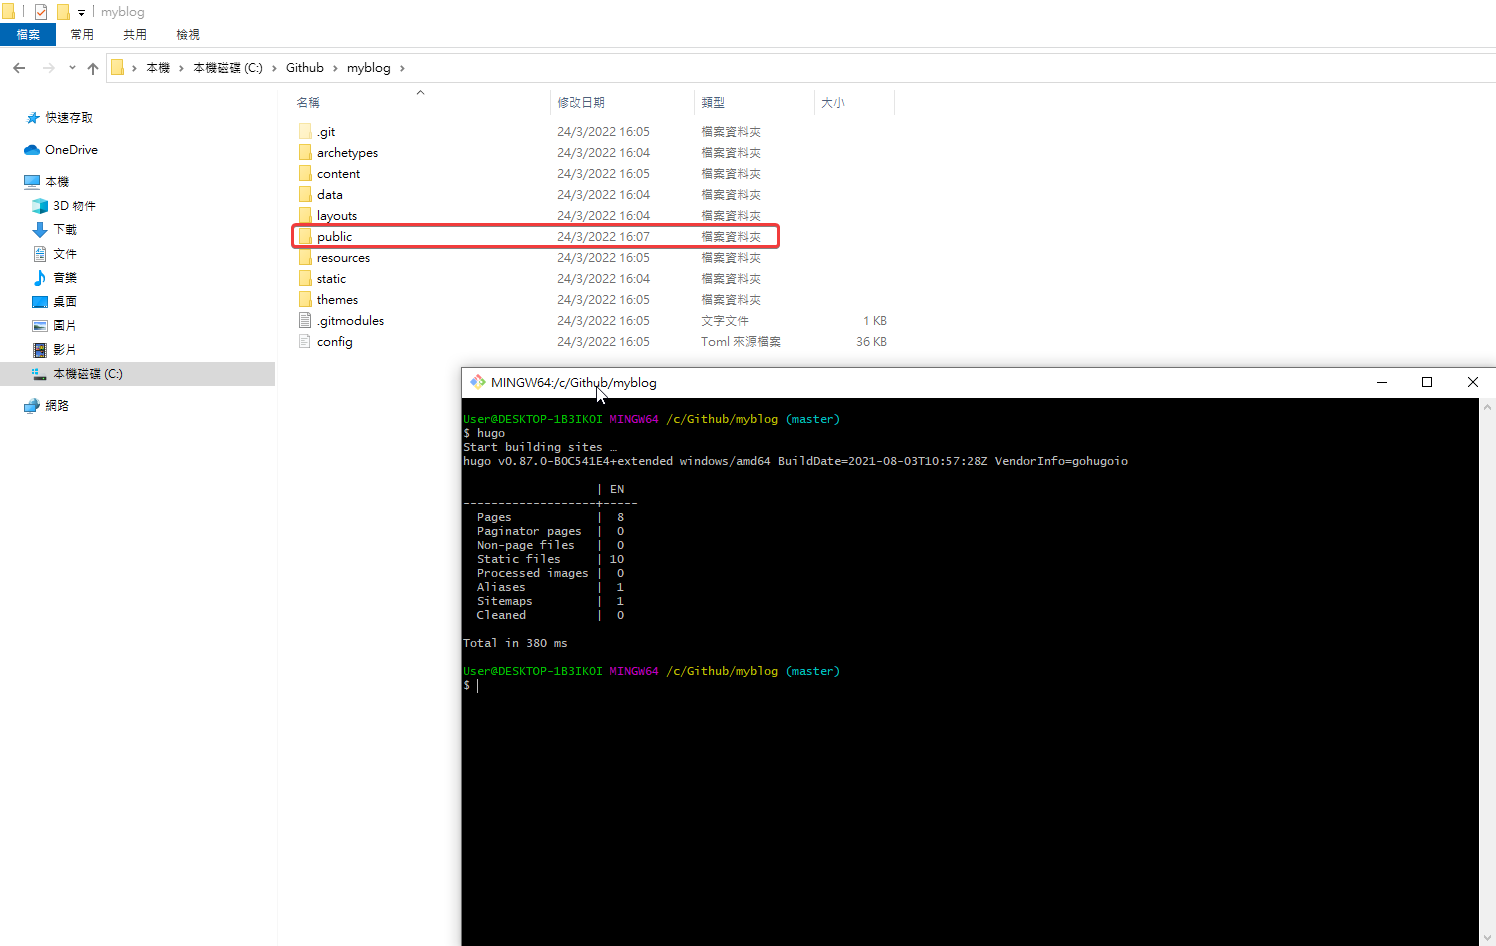 myblog
檔案 常用 共用 檢視
本機 本機磁碟 (C:) Github myblog
快速存取
OneDrive
本機
3D 物件
下載
文件
音樂
桌面
圖片
影片
本機磁碟 (C:)
網路
名稱 修改日期 類型 大小
.git 24/3/2022 16:05 檔案資料夾
archetypes 24/3/2022 16:04 檔案資料夾
content 24/3/2022 16:05 檔案資料夾
data 24/3/2022 16:04 檔案資料夾
layouts 24/3/2022 16:04 檔案資料夾
public 24/3/2022 16:07 檔案資料夾
resources 24/3/2022 16:05 檔案資料夾
static 24/3/2022 16:04 檔案資料夾
themes 24/3/2022 16:05 檔案資料夾
.gitmodules 24/3/2022 16:05 文字文件 1 KB
config 24/3/2022 16:05 Toml 來源檔案 36 KB
MINGW64:/c/Github/myblog
User@DESKTOP-1B3IKOI MINGW64 /c/Github/myblog (master)
$ hugo
Start building sites …
hugo v0.87.0-B0C541E4+extended windows/amd64 BuildDate=2021-08-03T10:57:28Z VendorInfo=gohugoio
| EN
-------------------+-----
Pages | 8
Paginator pages | 0
Non-page files | 0
Static files | 10
Processed images | 0
Aliases | 1
Sitemaps | 1
Cleaned | 0
Total in 380 ms
User@DESKTOP-1B3IKOI MINGW64 /c/Github/myblog (master)
$